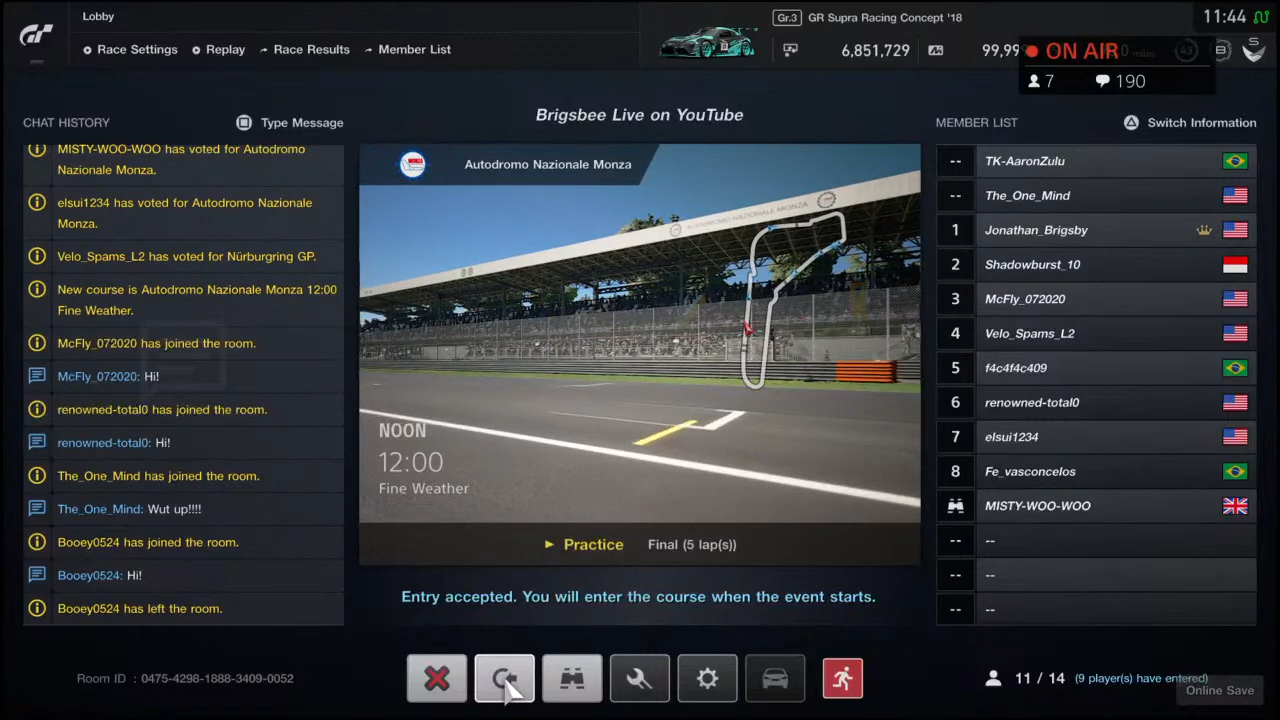 Lobby
Race Settings
Replay
Race Results
Member List
Gr.3 GR Supra Racing Concept '18
6,851,729
99,99
11:44
ON AIR
7
190
43
B
S
CHAT HISTORY
Type Message
MISTY-WOO-WOO has voted for Autodromo
Nazionale Monza.
elsui1234 has voted for Autodromo Nazionale
Monza.
Velo_Spams_L2 has voted for Nürburgring GP.
New course is Autodromo Nazionale Monza 12:00
Fine Weather.
McFly_072020 has joined the room.
McFly_072020: Hi!
renowned-total0 has joined the room.
renowned-total0: Hi!
The_One_Mind has joined the room.
The_One_Mind: Wut up!!!!
Booey0524 has joined the room.
Booey0524: Hi!
Booey0524 has left the room.
Brigsbee Live on YouTube
Autodromo Nazionale Monza
AUTODROMO NAZIONALE MONZA
NOON
12:00
Fine Weather
Practice Final (5 lap(s))
Entry accepted. You will enter the course when the event starts.
MEMBER LIST
Switch Information
-- TK-AaronZulu
-- The_One_Mind
1 Jonathan_Brigsby
2 Shadowburst_10
3 McFly_072020
4 Velo_Spams_L2
5 f4c4f4c409
6 renowned-total0
7 elsui1234
8 Fe_vasconcelos
MISTY-WOO-WOO
-- --
-- --
-- --
Room ID : 0475-4298-1888-3409-0052
11 / 14 (9 player(s) have entered)
Online Save